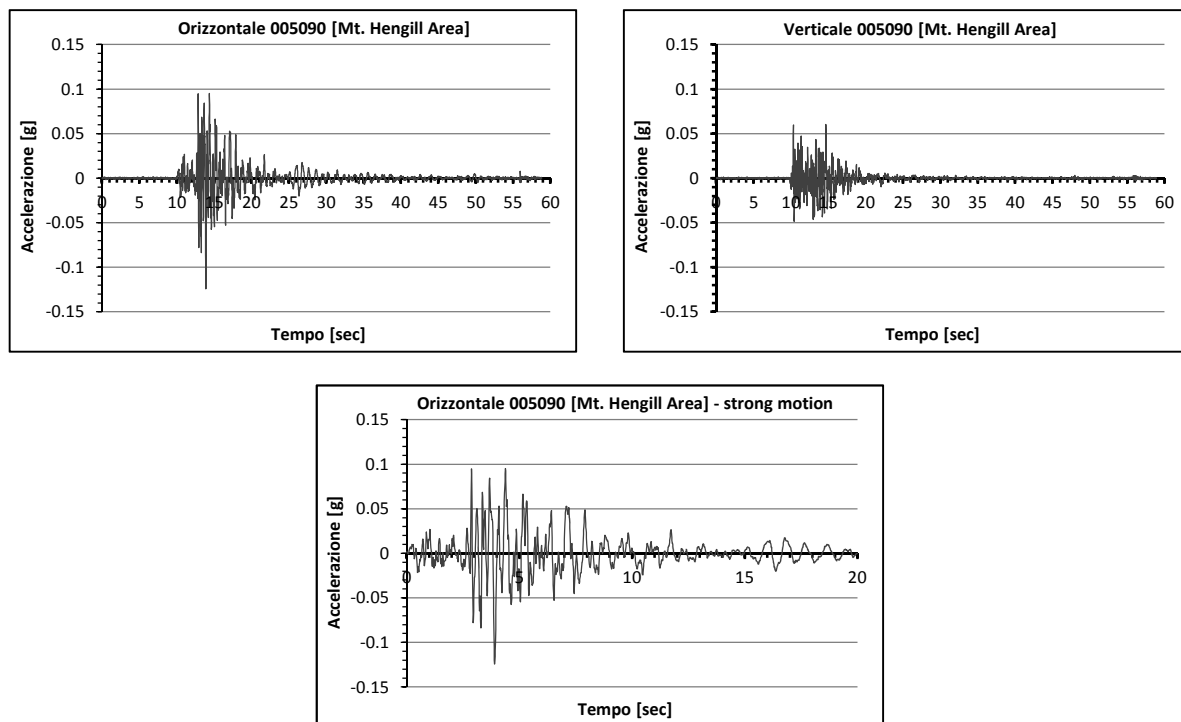 Orizzontale 005090 [Mt. Hengill Area]
0.15
0.1
0.05
0
-0.05
-0.1
-0.15
0 5 10 15 20 25 30 35 40 45 50 55 60
Accelerazione [g]
Tempo [sec]
Verticale 005090 [Mt. Hengill Area]
0.15
0.1
0.05
0
-0.05
-0.1
-0.15
0 5 10 15 20 25 30 35 40 45 50 55 60
Accelerazione [g]
Tempo [sec]
Orizzontale 005090 [Mt. Hengill Area] - strong motion
0.15
0.1
0.05
0
-0.05
-0.1
-0.15
0 5 10 15 20
Accelerazione [g]
Tempo [sec]